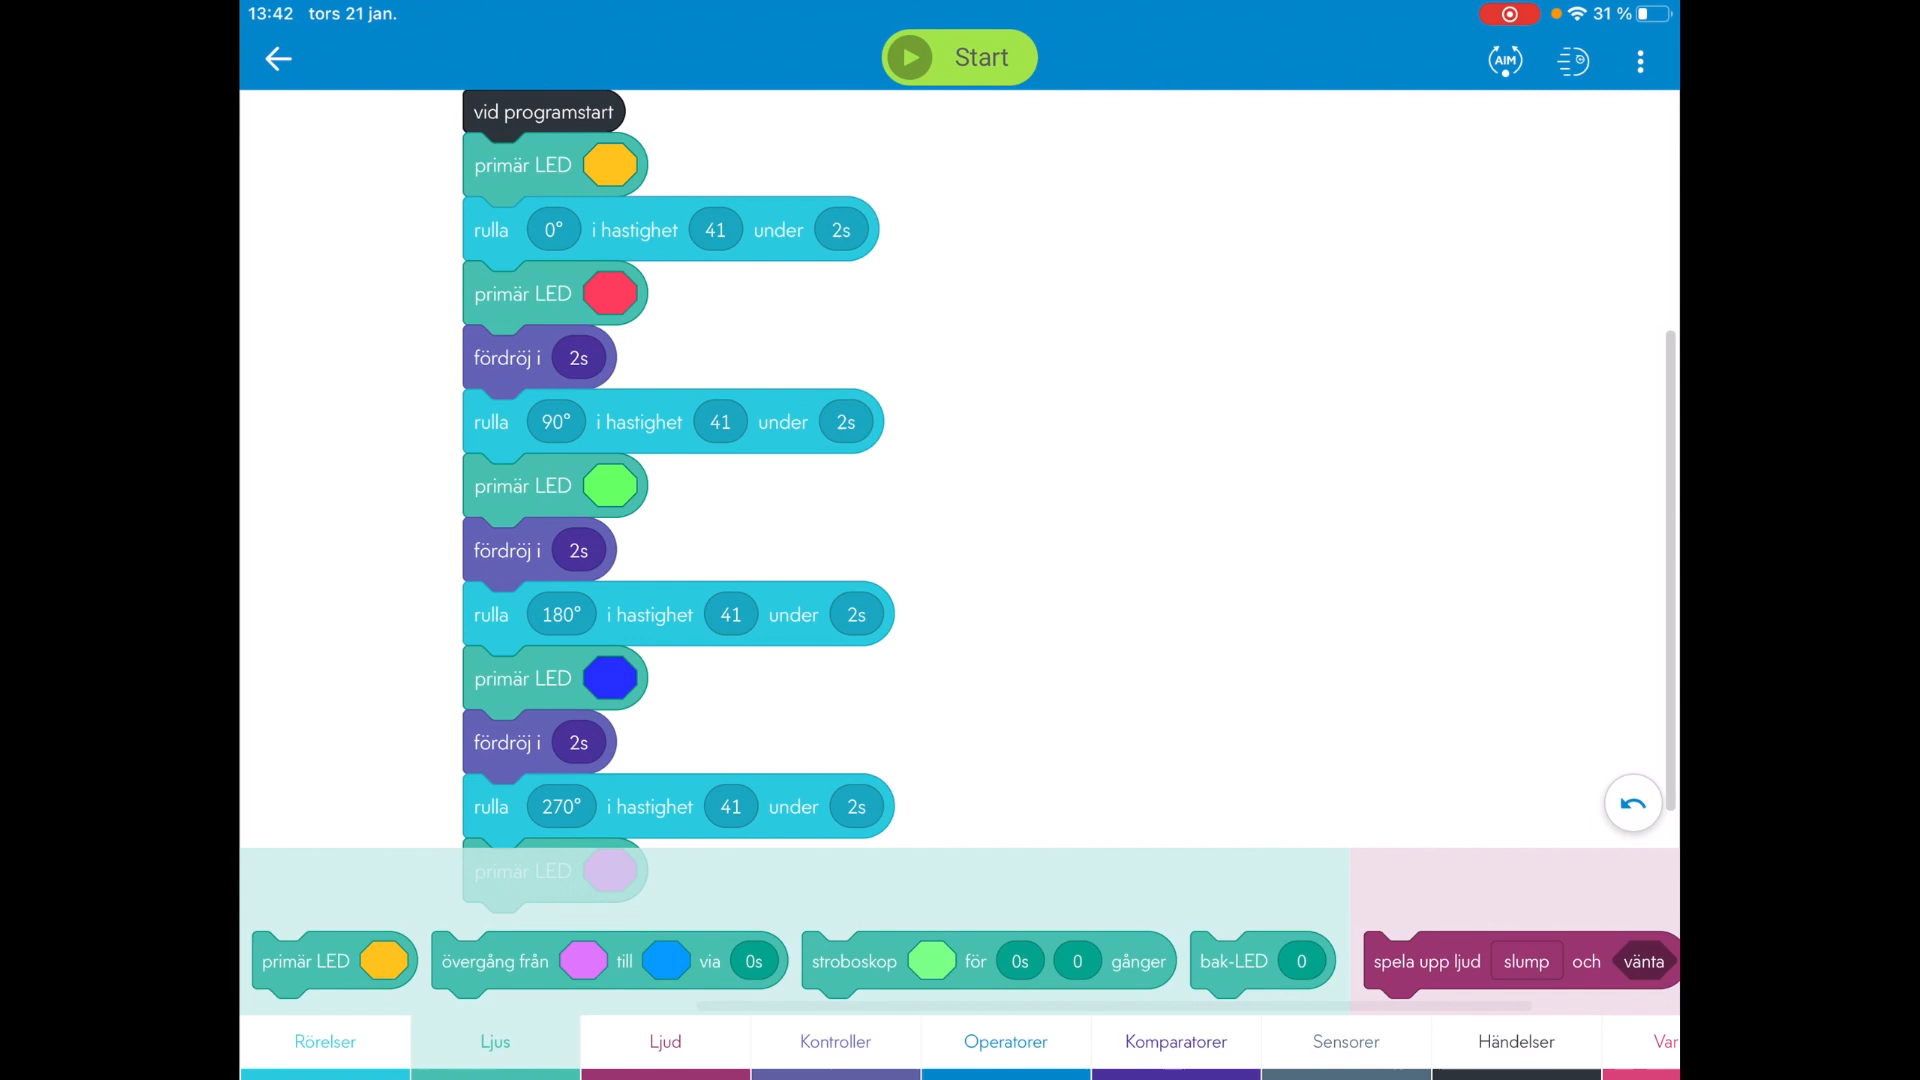 13:42 tors 21 jan. 31 %
Start
AIM
vid programstart
primär LED
rulla 0° i hastighet 41 under 2s
primär LED
fördröj i 2s
rulla 90° i hastighet 41 under 2s
primär LED
fördröj i 2s
rulla 180° i hastighet 41 under 2s
primär LED
fördröj i 2s
rulla 270° i hastighet 41 under 2s
primär LED
primär LED övergång från till via 0s stroboskop för 0s 0 gånger bak-LED 0 spela upp ljud slump och vänta
Rörelser Ljus Ljud Kontroller Operatorer Komparatorer Sensorer Händelser Var